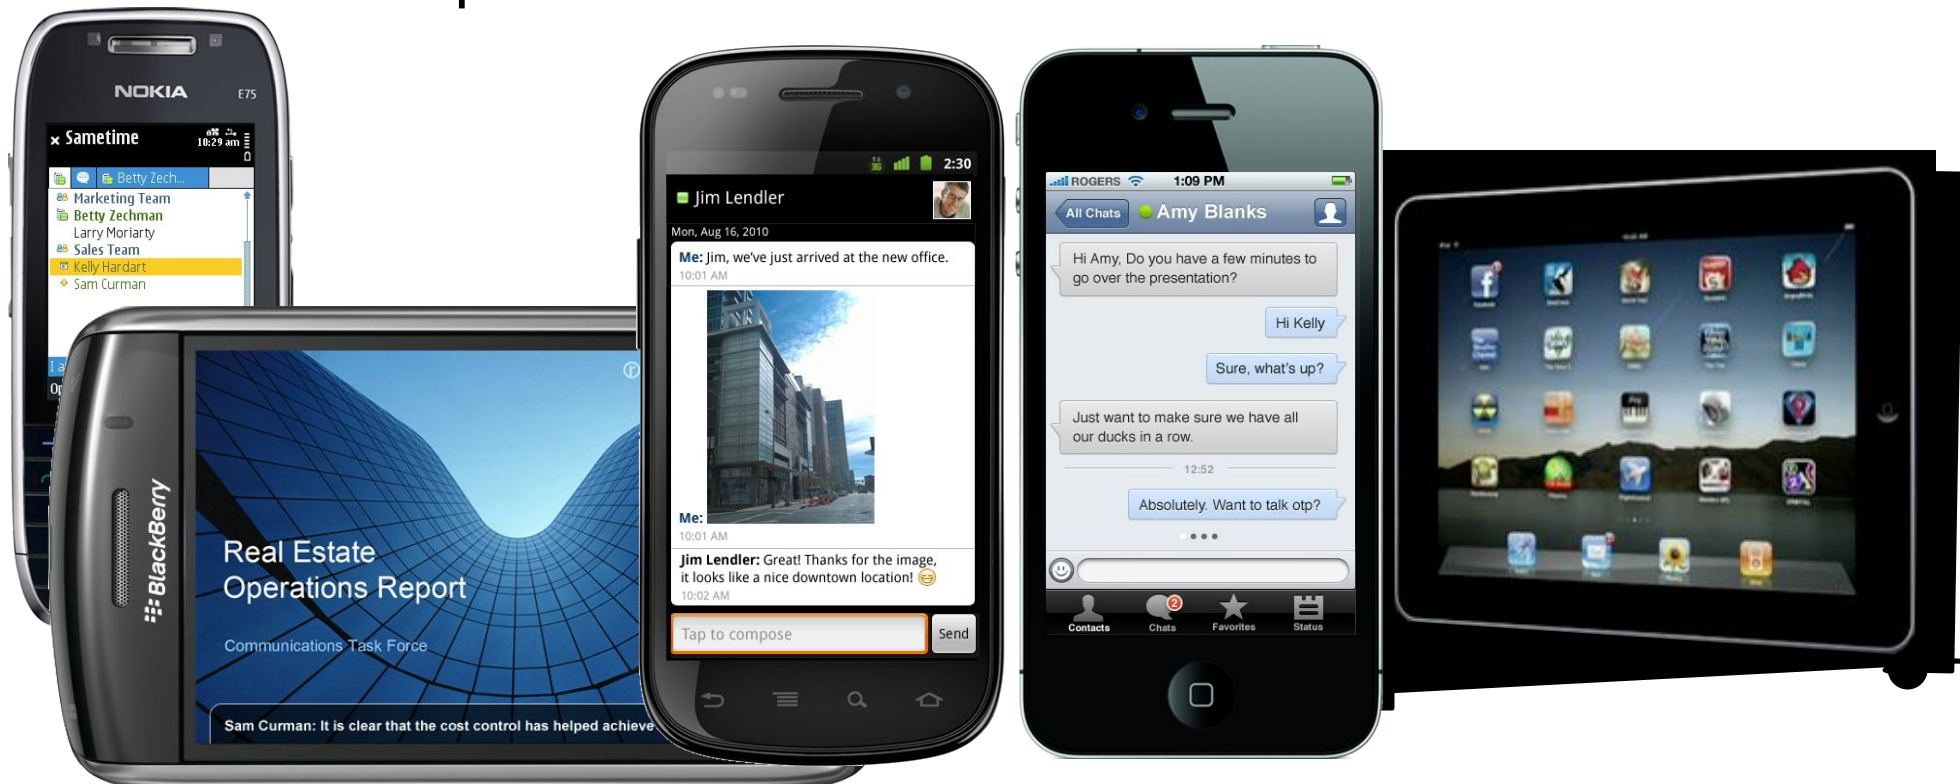 NOKIA
E75
Sametime
10:29 am
Betty Zech...
Marketing Team
Betty Zechman
Larry Moriarty
Sales Team
Kelly Hardart
Sam Curman
I a
Op
BlackBerry
Real Estate
Operations Report
Communications Task Force
Sam Curman: It is clear that the cost control has helped achieve
3G
2:30
Jim Lendler
Mon, Aug 16, 2010
Me: Jim, we've just arrived at the new office.
10:01 AM
Me:
10:01 AM
Jim Lendler: Great! Thanks for the image,
it looks like a nice downtown location!
10:02 AM
Tap to compose
Send
ROGERS
1:09 PM
All Chats
Amy Blanks
Hi Amy, Do you have a few minutes to
go over the presentation?
Hi Kelly
Sure, what's up?
Just want to make sure we have all
our ducks in a row.
12:52
Absolutely. Want to talk otp?
2
Contacts
Chats
Favorites
Status